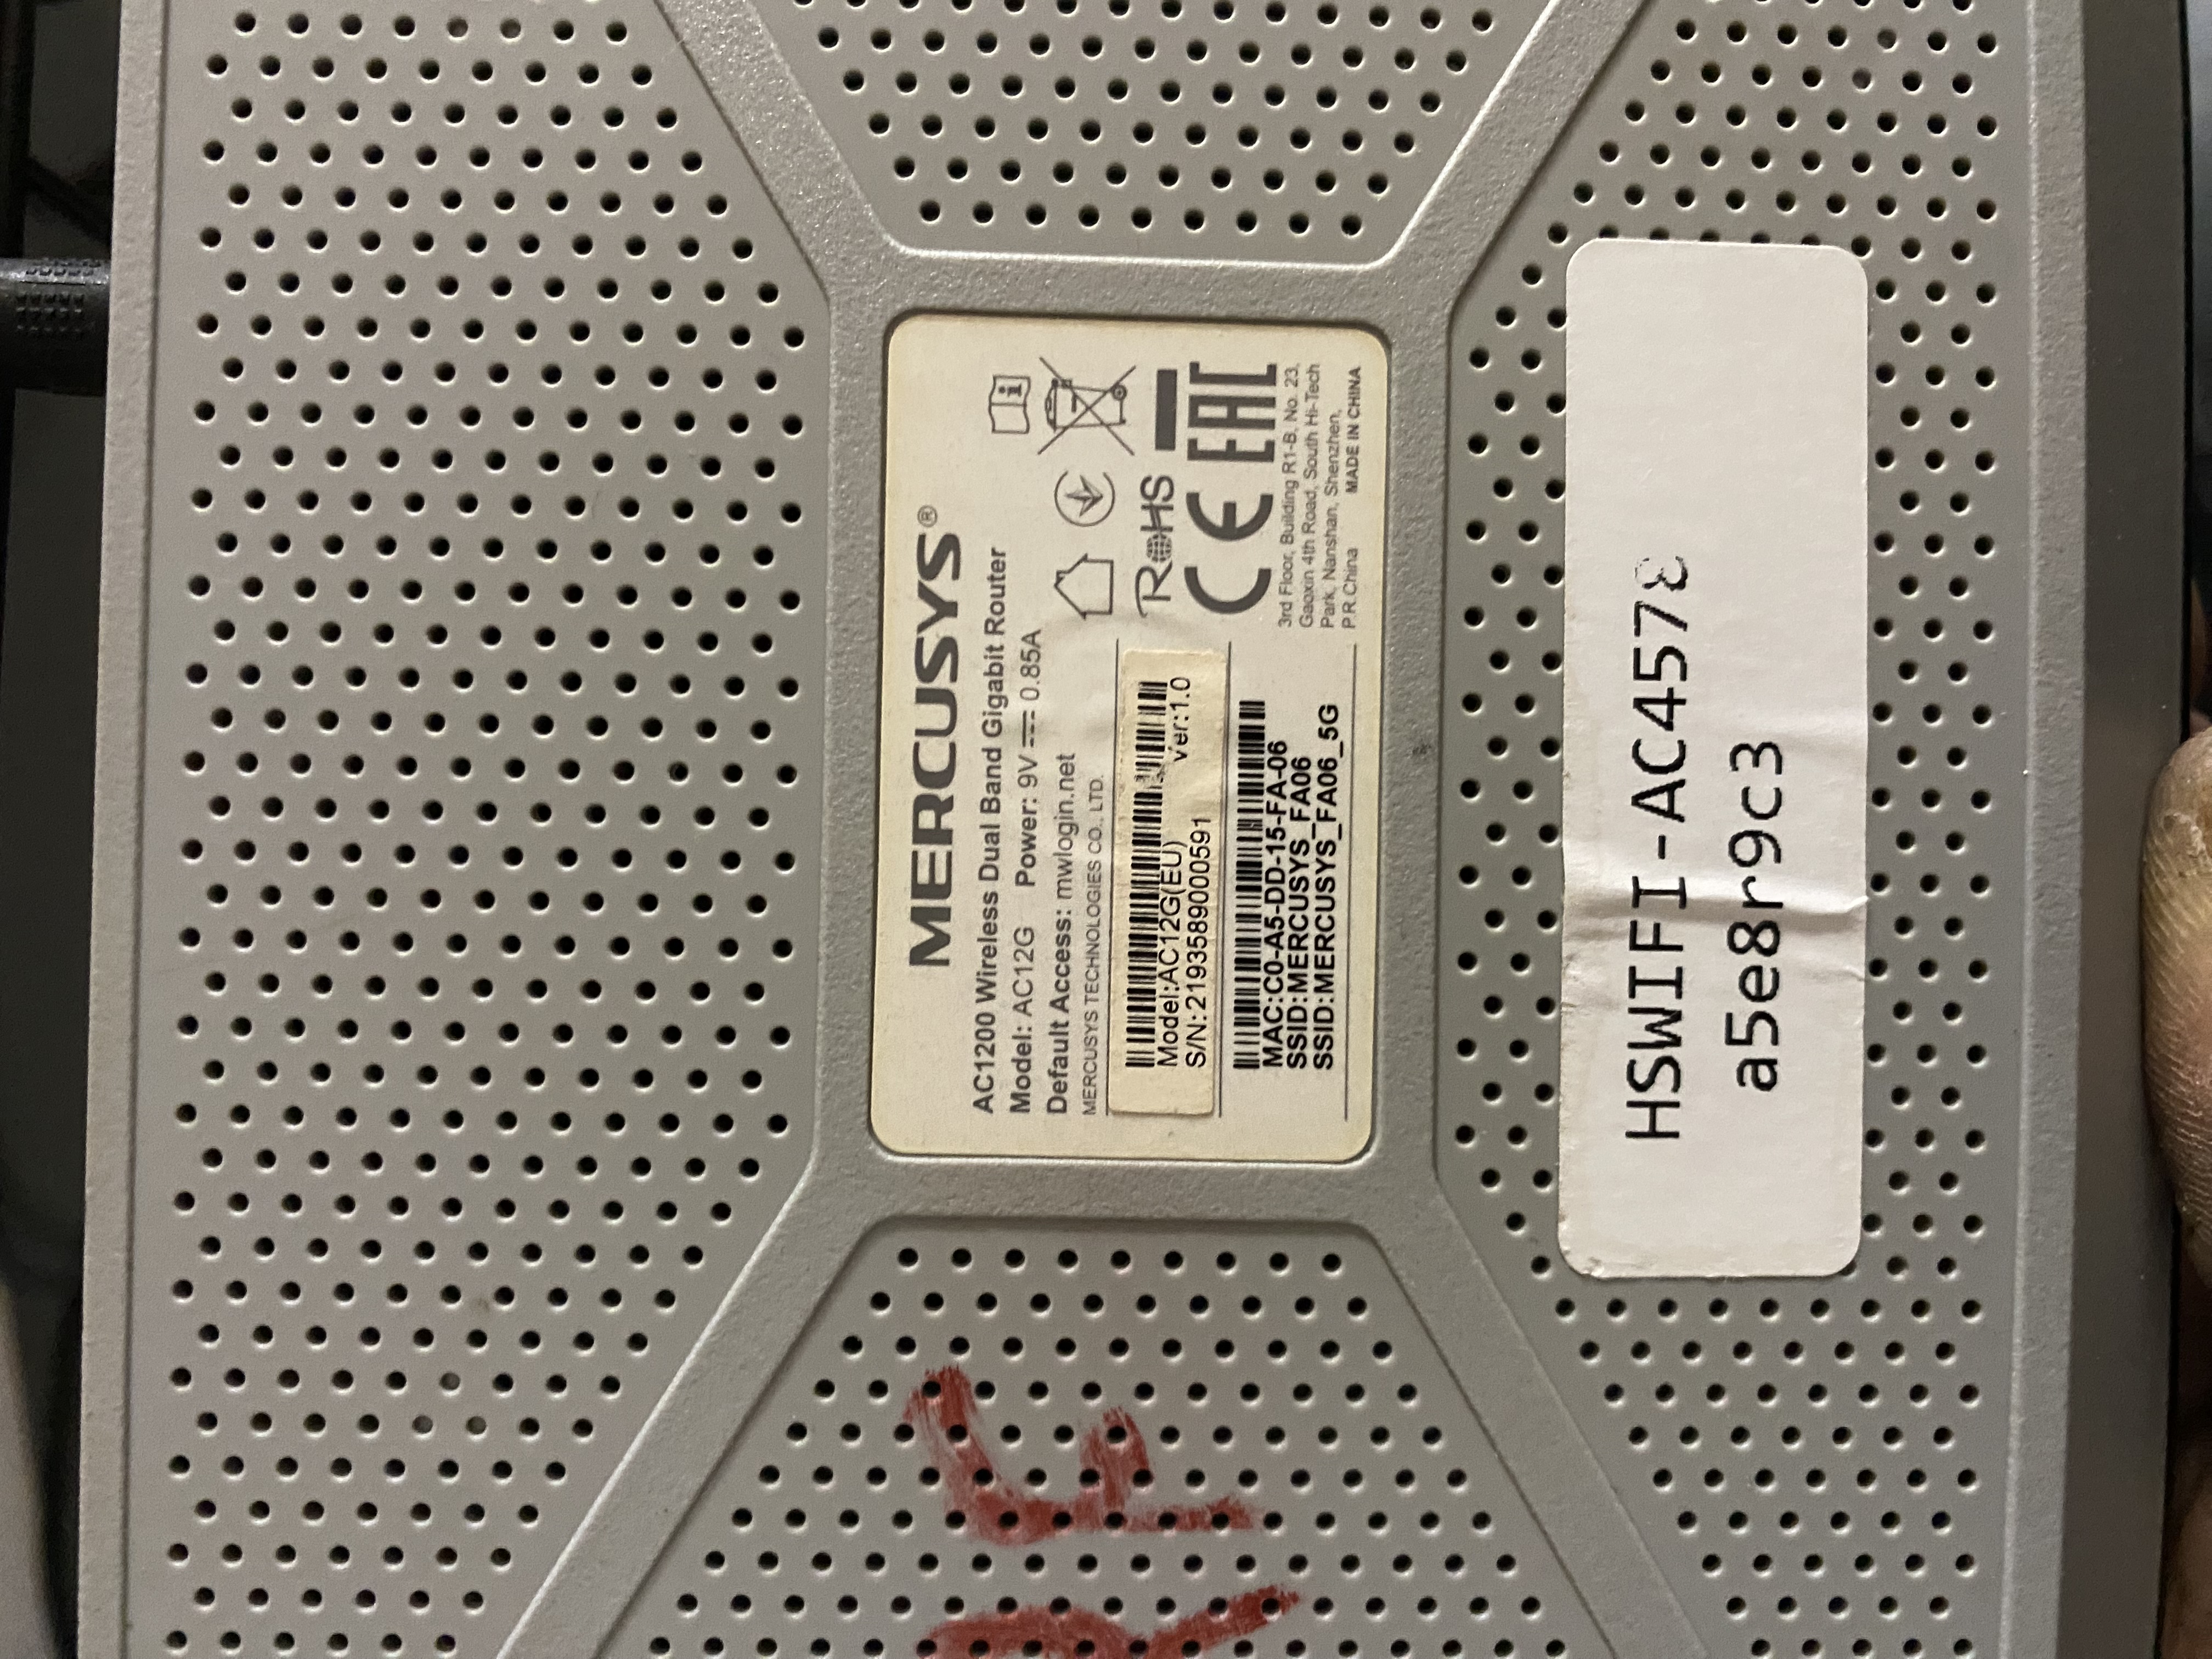 MERCUSYS®
AC1200 Wireless Dual Band Gigabit Router
Model: AC12G Power: 9V 0.85A
Default Access: mwlogin.net
MERCUSYS TECHNOLOGIES CO., LTD.
Model:AC12G(EU)
S/N:2193589000591 Ver:1.0
MAC:C0-A5-DD-15-FA-06
SSID:MERCUSYS_FA06
SSID:MERCUSYS_FA06_5G
i
RoHS
CE EAC
3rd Floor, Building R1-B, No. 23,
Gaoxin 4th Road, South Hi-Tech
Park, Nanshan, Shenzhen,
P.R.China MADE IN CHINA
a5e8r9c3